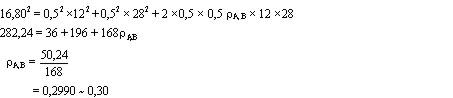 16,80² = 0,5² ×12² + 0,5² × 28² + 2 ×0,5 × 0,5 ρA,B × 12 ×28
282,24 = 36 +196 + 168ρA,B
ρA,B = 50,24 / 168
= 0,2990 ~ 0,30